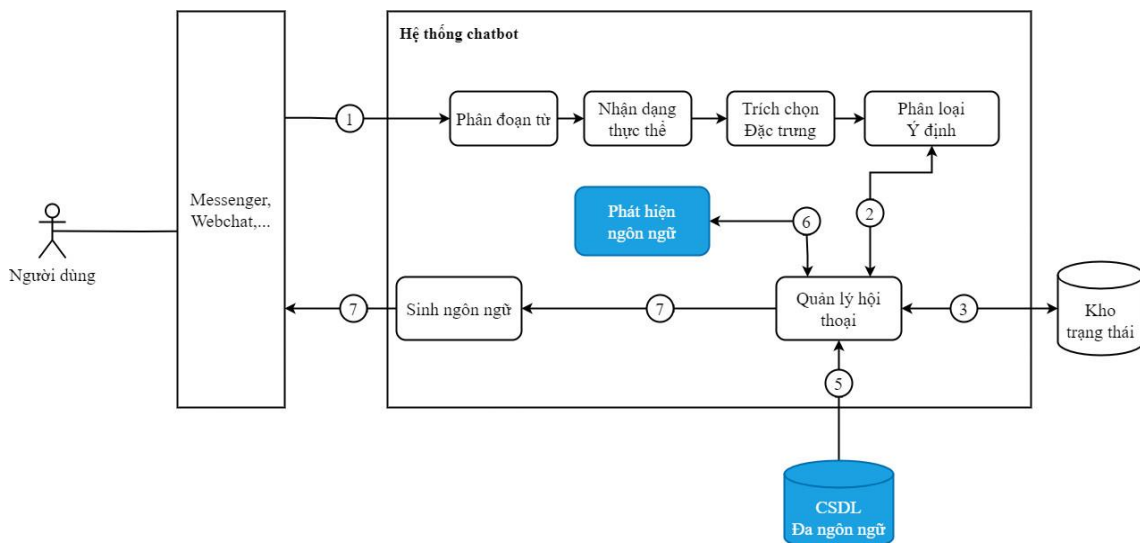 Hệ thống chatbot
1
Phân đoạn từ
Nhận dạng
thực thể
Trích chọn
Đặc trưng
Phân loại
Ý định
Messenger,
Webchat,...
Người dùng
Phát hiện
ngôn ngữ
6
2
7
Sinh ngôn ngữ
7
Quản lý hội
thoại
3
Kho
trạng thái
5
CSDL
Đa ngôn ngữ